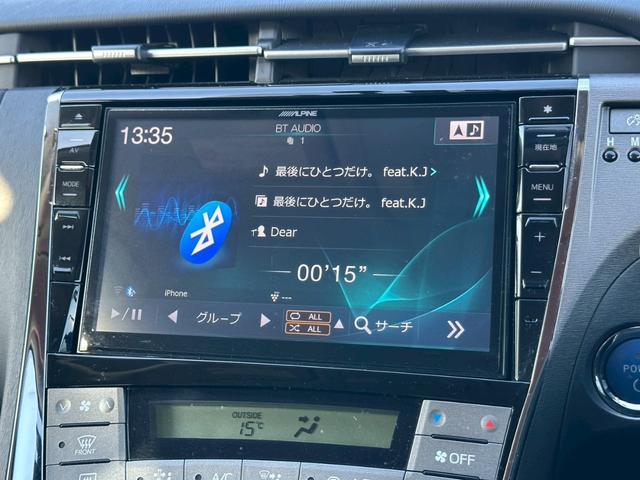 ALPINE
13:35
BT AUDIO
1
最後にひとつだけ。 feat.K.J >
最後にひとつだけ。 feat.K.J
Dear
00'15"
iPhone
---
グループ
ALL
ALL
サーチ
AV
MODE
現在地
MENU
H
M
POW
OUTSIDE
15℃
FRONT
A/C
OFF